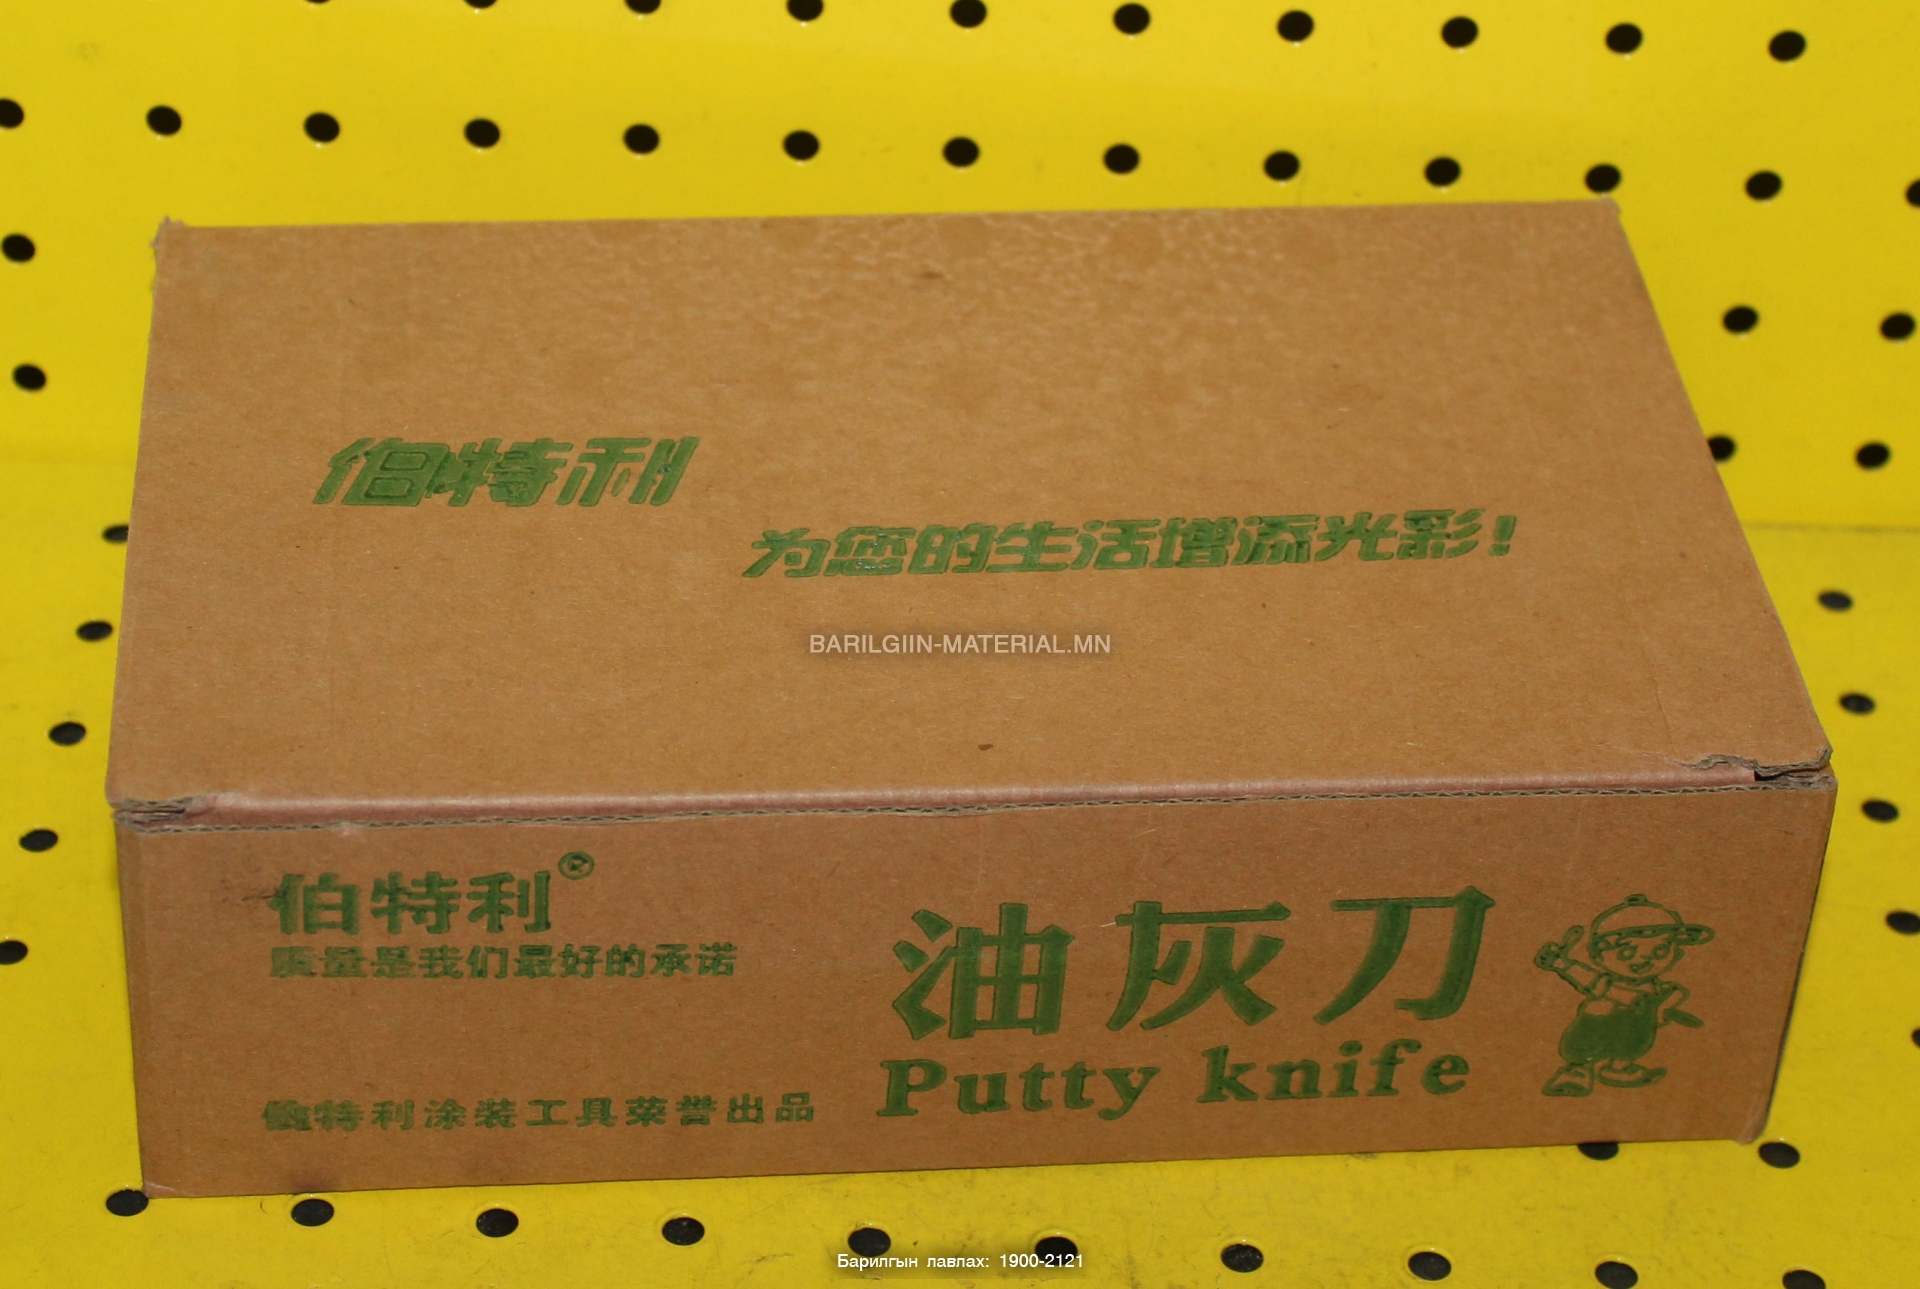 伯特利
为您的生活增添光彩!
BARILGIIN-MATERIAL.MN
伯特利®
质量是我们最好的承诺
油灰刀
Putty knife
伯特利涂装工具荣誉出品
Барилгын лавлах: 1900-2121